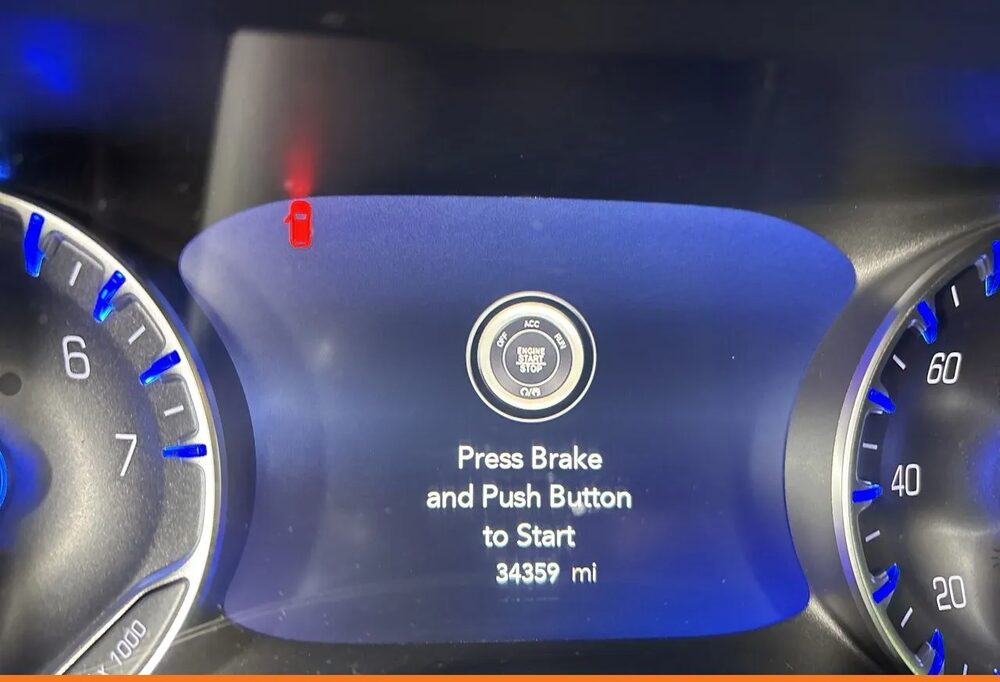 6
7
x 1000
OFF
ACC
RUN
ENGINE
START
STOP
Press Brake
and Push Button
to Start
34359 mi
60
40
20